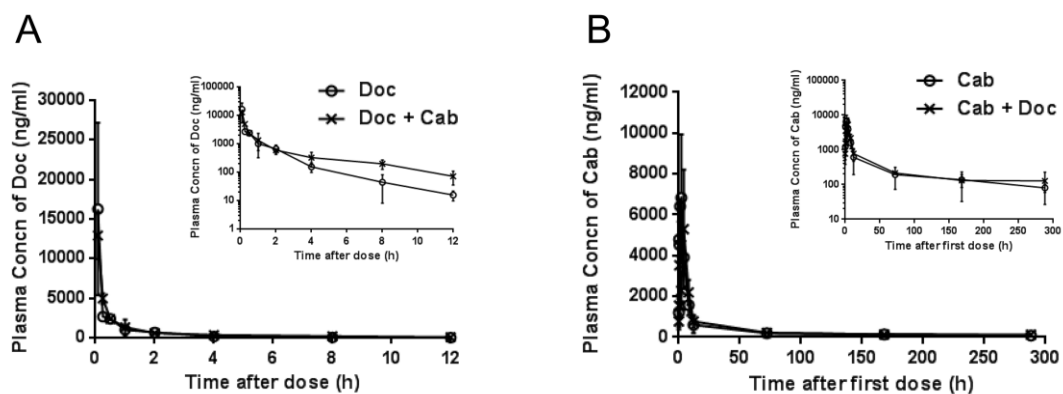 A
Plasma Concn of Doc (ng/ml)
30000
25000
20000
15000
10000
5000
0
0 2 4 6 8 10 12
Time after dose (h)
Plasma Concn of Doc (ng/ml)
100000
10000
1000
100
10
1
0 2 4 6 8 10 12
Time after dose (h)
Doc
Doc + Cab
B
Plasma Concn of Cab (ng/ml)
12000
10000
8000
6000
4000
2000
0
0 50 100 150 200 250 300
Time after first dose (h)
Plasma Concn of Cab (ng/ml)
100000
10000
1000
100
10
0 50 100 150 200 250 300
Time after first dose (h)
Cab
Cab + Doc